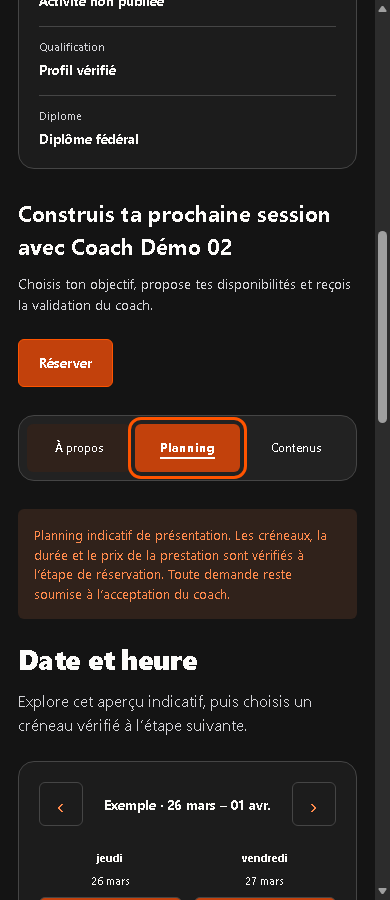 Activité non publiée
Qualification
Profil vérifié
Diplome
Diplôme fédéral
Construis ta prochaine session
avec Coach Démo 02
Choisis ton objectif, propose tes disponibilités et reçois
la validation du coach.
Réserver
À propos
Planning
Contenus
Planning indicatif de présentation. Les créneaux, la
durée et le prix de la prestation sont vérifiés à
l'étape de réservation. Toute demande reste
soumise à l'acceptation du coach.
Date et heure
Explore cet aperçu indicatif, puis choisis un
créneau vérifié à l'étape suivante.
‹ Exemple · 26 mars – 01 avr. ›
jeudi vendredi
26 mars 27 mars